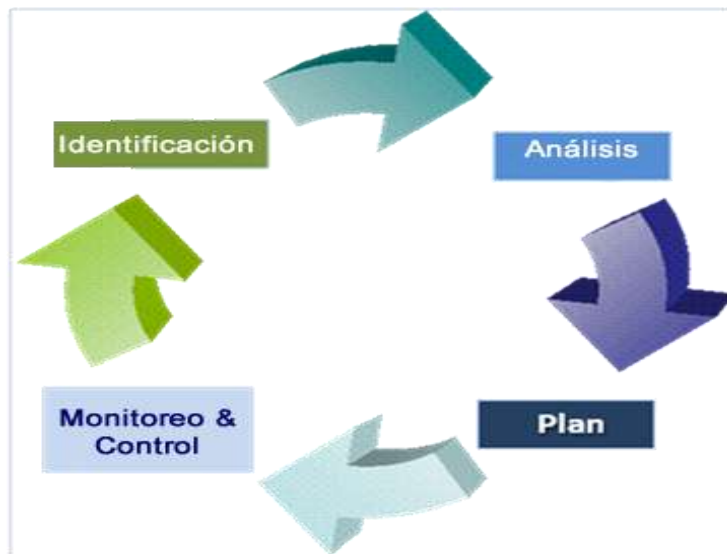 Identificación
Análisis
Plan
Monitoreo &
Control